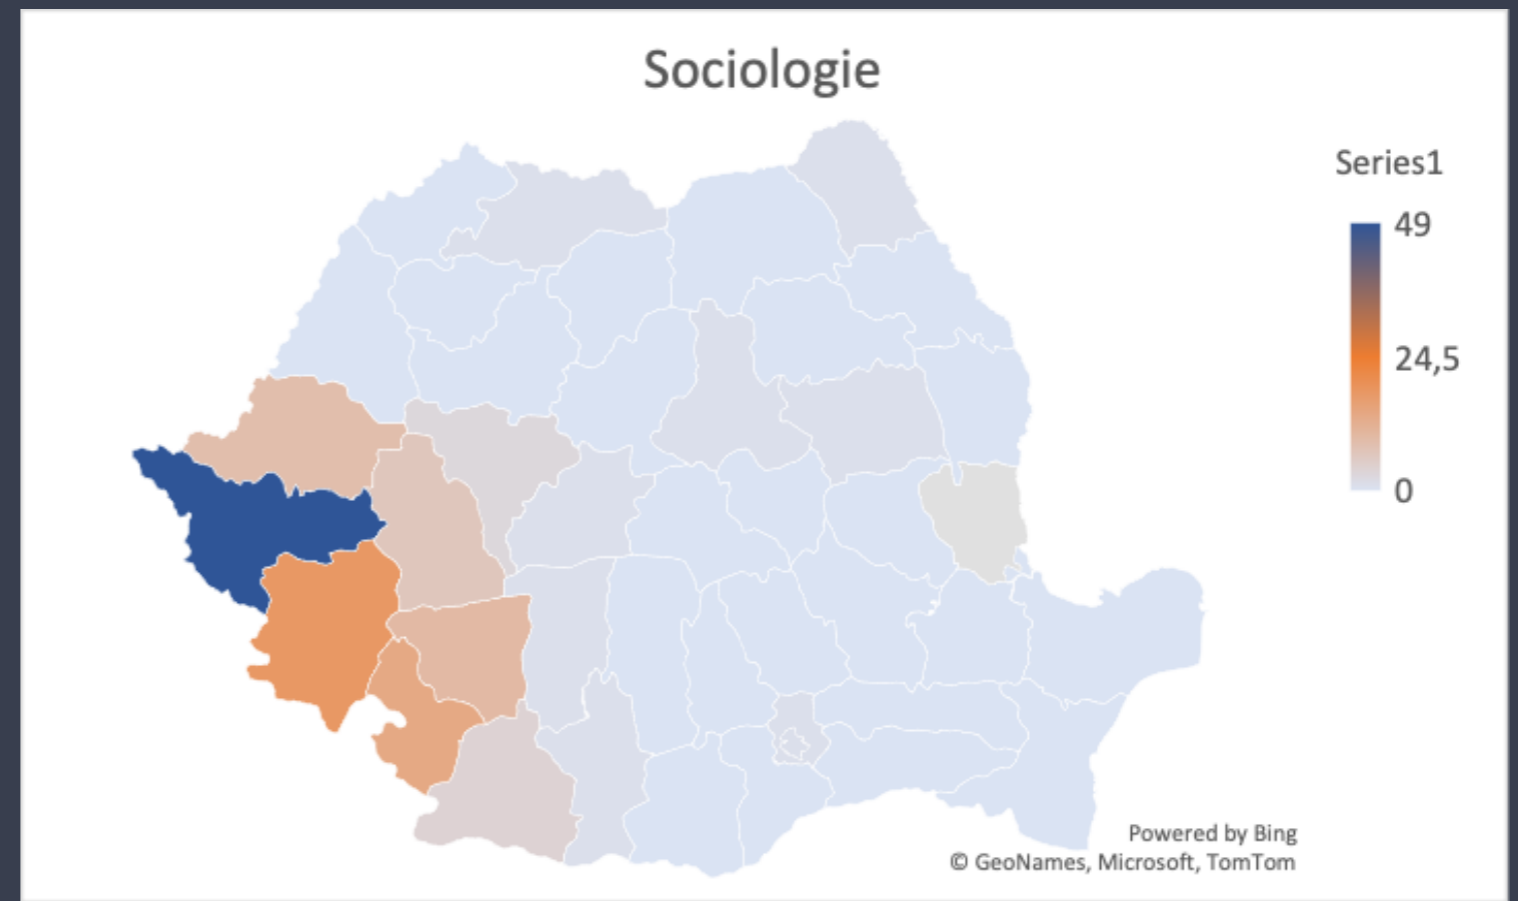 Sociologie
Series1
49
24,5
0
Powered by Bing
© GeoNames, Microsoft, TomTom